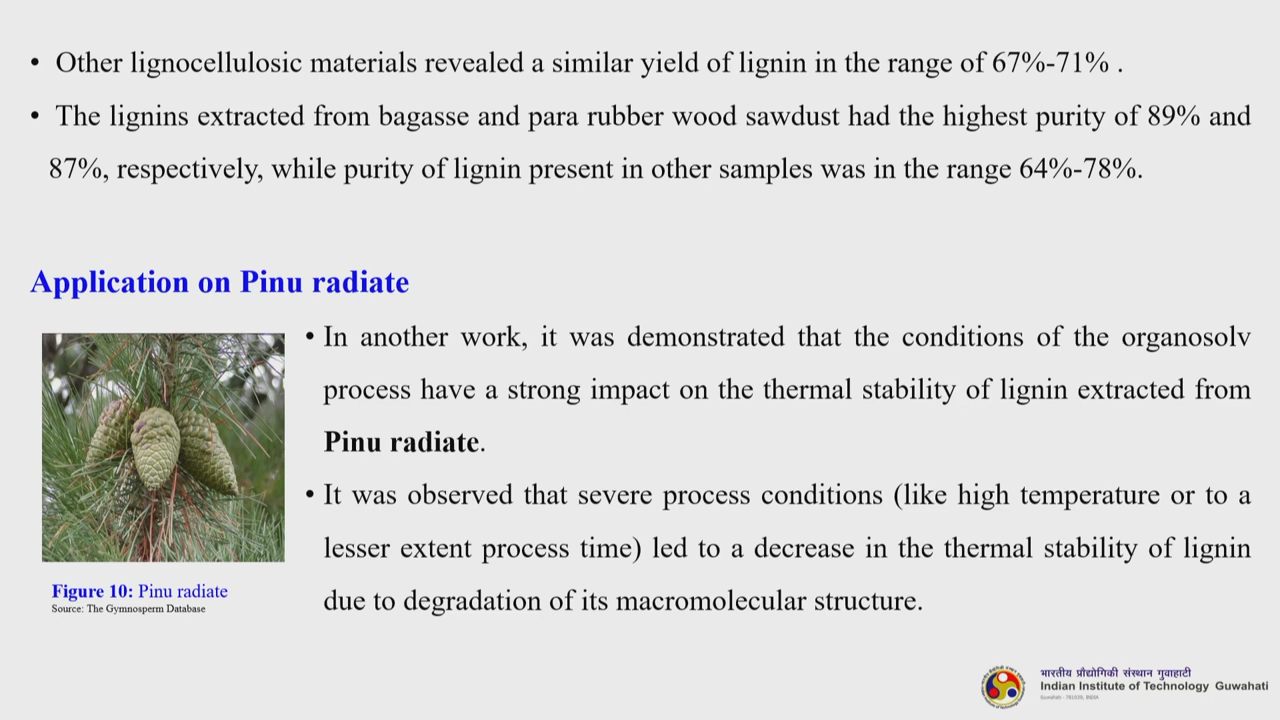 • Other lignocellulosic materials revealed a similar yield of lignin in the range of 67%-71% .
• The lignins extracted from bagasse and para rubber wood sawdust had the highest purity of 89% and
87%, respectively, while purity of lignin present in other samples was in the range 64%-78%.
Application on Pinu radiate
• In another work, it was demonstrated that the conditions of the organosolv
process have a strong impact on the thermal stability of lignin extracted from
Pinu radiate.
• It was observed that severe process conditions (like high temperature or to a
lesser extent process time) led to a decrease in the thermal stability of lignin
due to degradation of its macromolecular structure.
Figure 10: Pinu radiate
Source: The Gymnosperm Database
भारतीय प्रौद्योगिकी संस्थान गुवाहाटी
Indian Institute of Technology Guwahati
Guwahati - 781039, INDIA